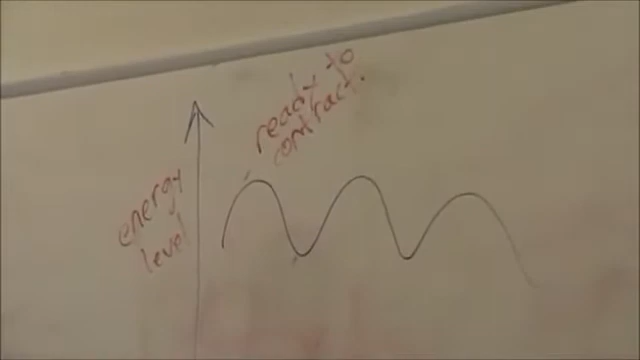 ready to
contract.
energy
level